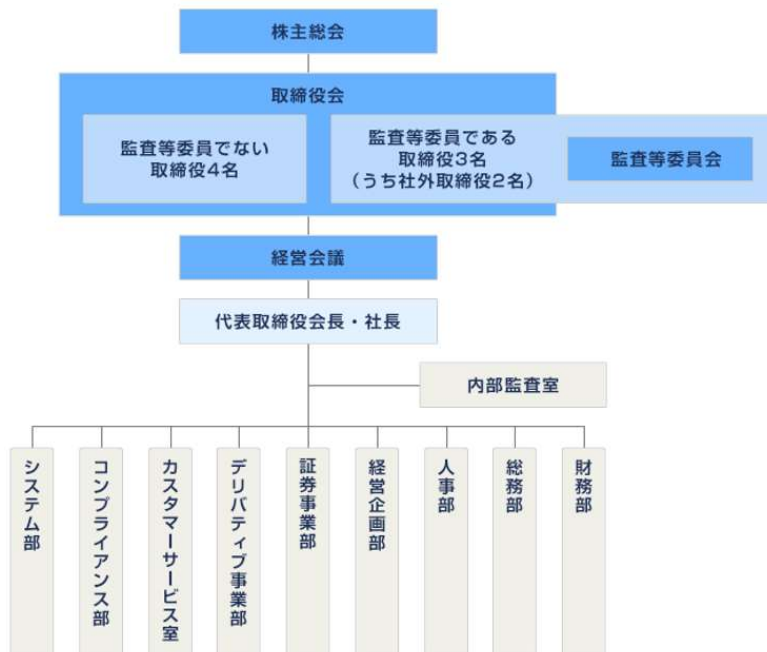 株主総会
取締役会
監査等委員でない
取締役4名
監査等委員である
取締役3名
（うち社外取締役2名）
監査等委員会
経営会議
代表取締役会長・社長
内部監査室
システム部
コンプライアンス部
カスタマーサービス室
デリバティブ事業部
証券事業部
経営企画部
人事部
総務部
財務部